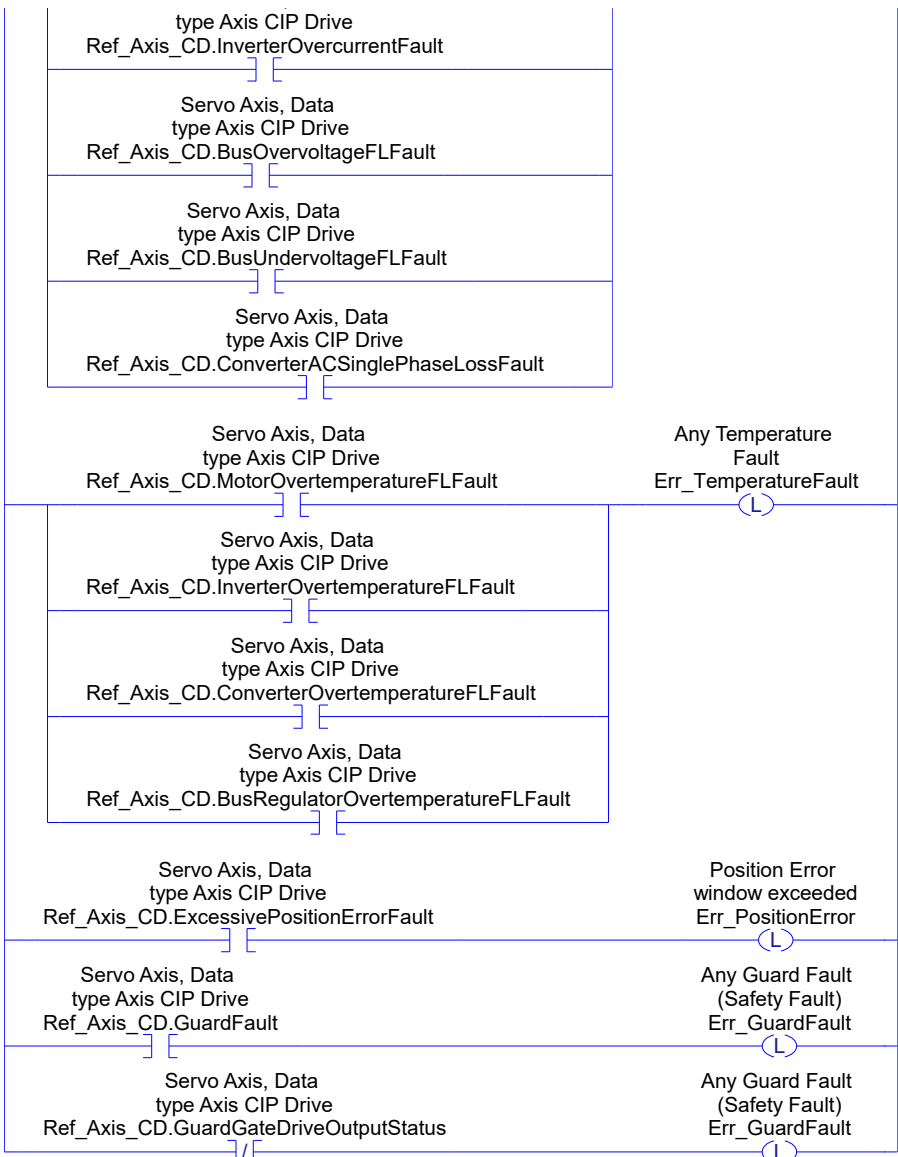 type Axis CIP Drive
Ref_Axis_CD.InverterOvercurrentFault
Servo Axis, Data
type Axis CIP Drive
Ref_Axis_CD.BusOvervoltageFLFault
Servo Axis, Data
type Axis CIP Drive
Ref_Axis_CD.BusUndervoltageFLFault
Servo Axis, Data
type Axis CIP Drive
Ref_Axis_CD.ConverterACSinglePhaseLossFault
Servo Axis, Data
type Axis CIP Drive
Ref_Axis_CD.MotorOvertemperatureFLFault
Any Temperature
Fault
Err_TemperatureFault
L
Servo Axis, Data
type Axis CIP Drive
Ref_Axis_CD.InverterOvertemperatureFLFault
Servo Axis, Data
type Axis CIP Drive
Ref_Axis_CD.ConverterOvertemperatureFLFault
Servo Axis, Data
type Axis CIP Drive
Ref_Axis_CD.BusRegulatorOvertemperatureFLFault
Servo Axis, Data
type Axis CIP Drive
Ref_Axis_CD.ExcessivePositionErrorFault
Position Error
window exceeded
Err_PositionError
L
Servo Axis, Data
type Axis CIP Drive
Ref_Axis_CD.GuardFault
Any Guard Fault
(Safety Fault)
Err_GuardFault
L
Servo Axis, Data
type Axis CIP Drive
Ref_Axis_CD.GuardGateDriveOutputStatus
/
Any Guard Fault
(Safety Fault)
Err_GuardFault
L